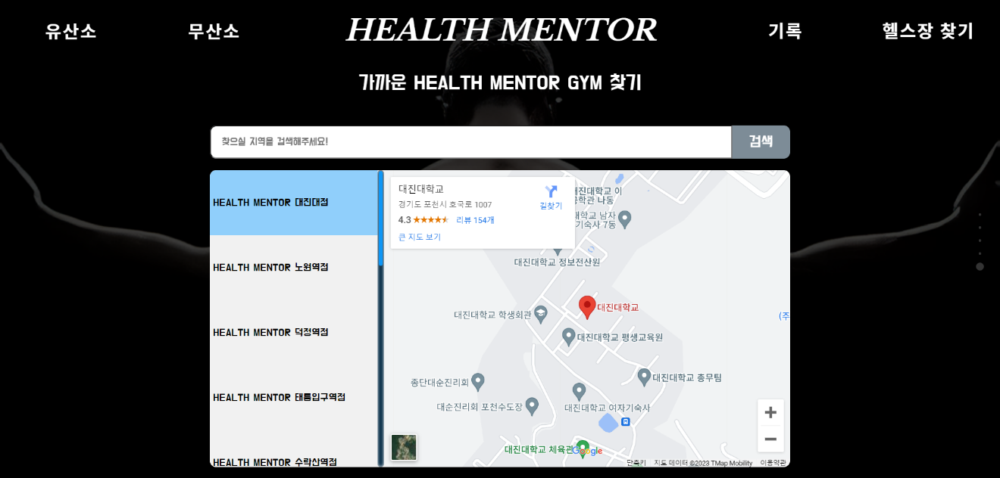 유산소
무산소
HEALTH MENTOR
기록
헬스장 찾기
가까운 HEALTH MENTOR GYM 찾기
찾으실 지역을 검색해주세요!
검색
HEALTH MENTOR 대진대점
HEALTH MENTOR 노원역점
HEALTH MENTOR 덕정역점
HEALTH MENTOR 태릉입구역점
HEALTH MENTOR 수락산역점
대진대학교
경기도 포천시 호국로 1007
4.3
리뷰 154개
큰 지도 보기
길찾기
대진대학교 이
공학관 나동
대학교 남자
기숙사 7동
대진대학교 정보전산원
대진대학교
대진대학교 학생회관
(주
대진대학교 평생교육원
대진대학교 총무팀
종단대순진리회
대순진리회 포천수도장
대진대학교 여자기숙사
대진대학교 체육관
Google
단축키
지도 데이터 ©2023 TMap Mobility
이용약관